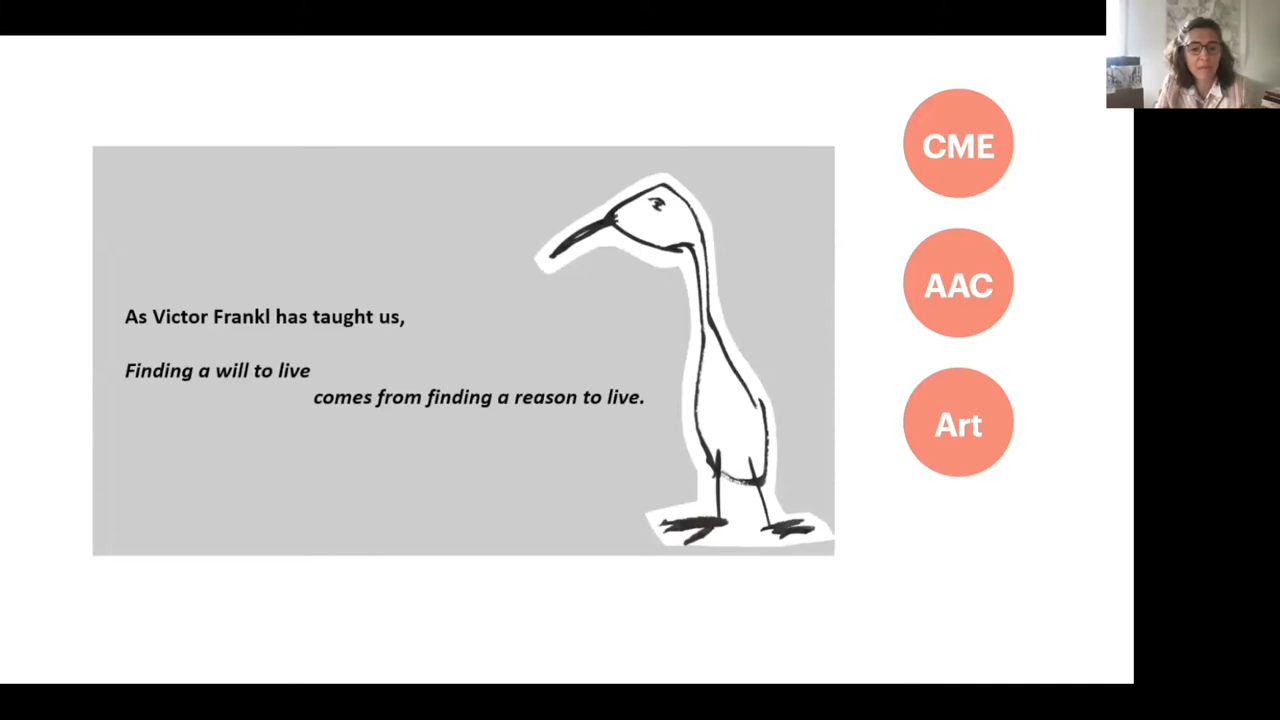 As Victor Frankl has taught us,
Finding a will to live
comes from finding a reason to live.
CME
AAC
Art